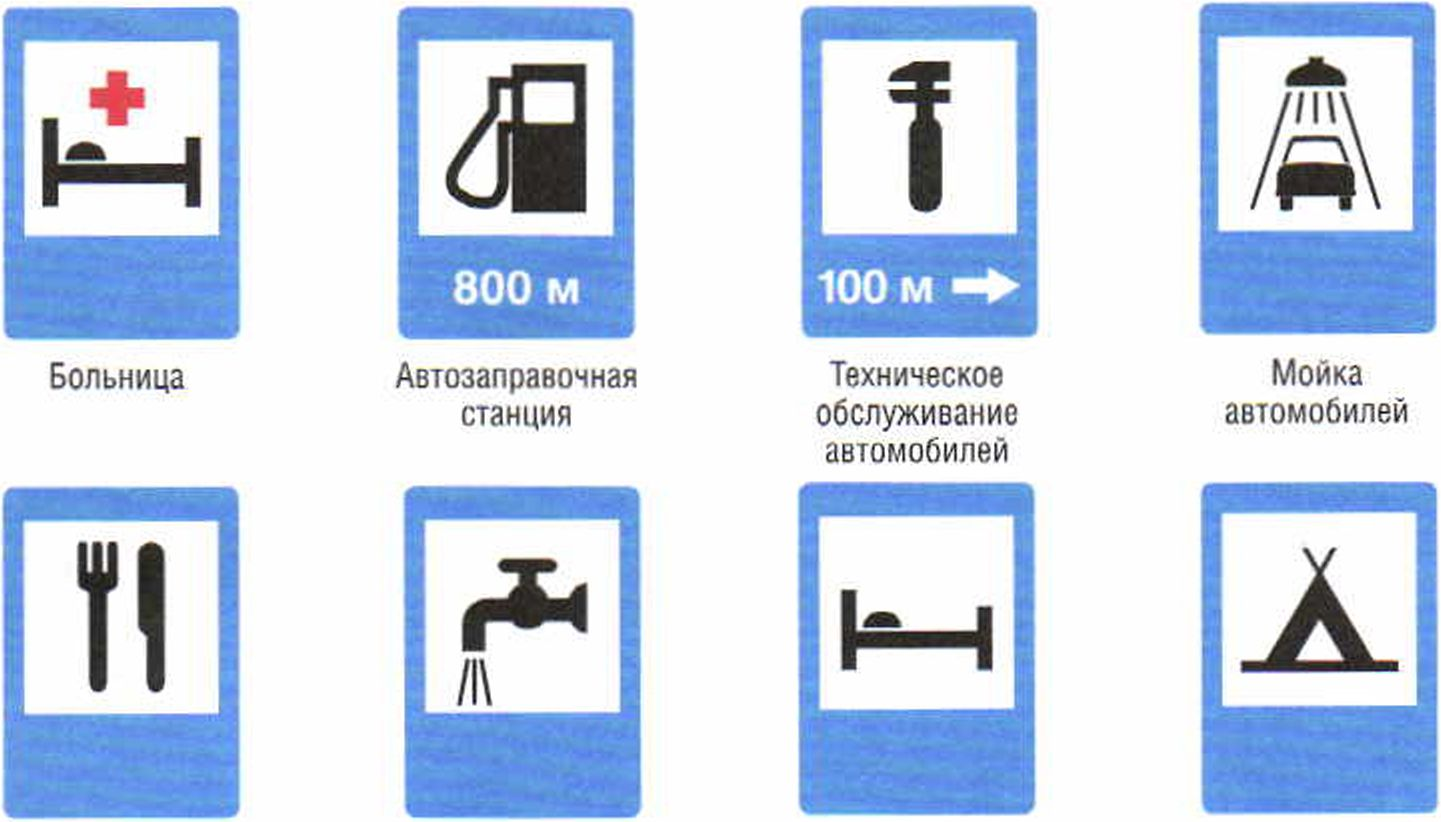 800 м
100 м
Больница
Автозаправочная
станция
Техническое
обслуживание
автомобилей
Мойка
автомобилей